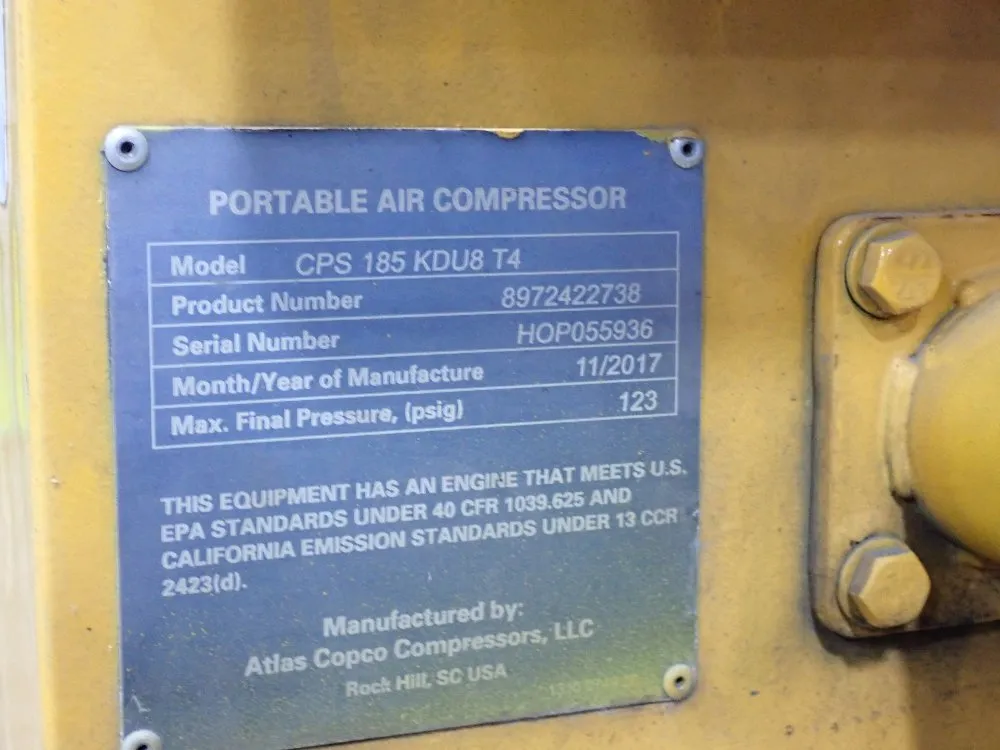 PORTABLE AIR COMPRESSOR
Model CPS 185 KDU8 T4
Product Number 8972422738
Serial Number HOP055936
Month/Year of Manufacture 11/2017
Max. Final Pressure, (psig) 123
THIS EQUIPMENT HAS AN ENGINE THAT MEETS U.S.
EPA STANDARDS UNDER 40 CFR 1039.625 AND
CALIFORNIA EMISSION STANDARDS UNDER 13 CCR
2423(d).
Manufactured by:
Atlas Copco Compressors, LLC
Rock Hill, SC USA